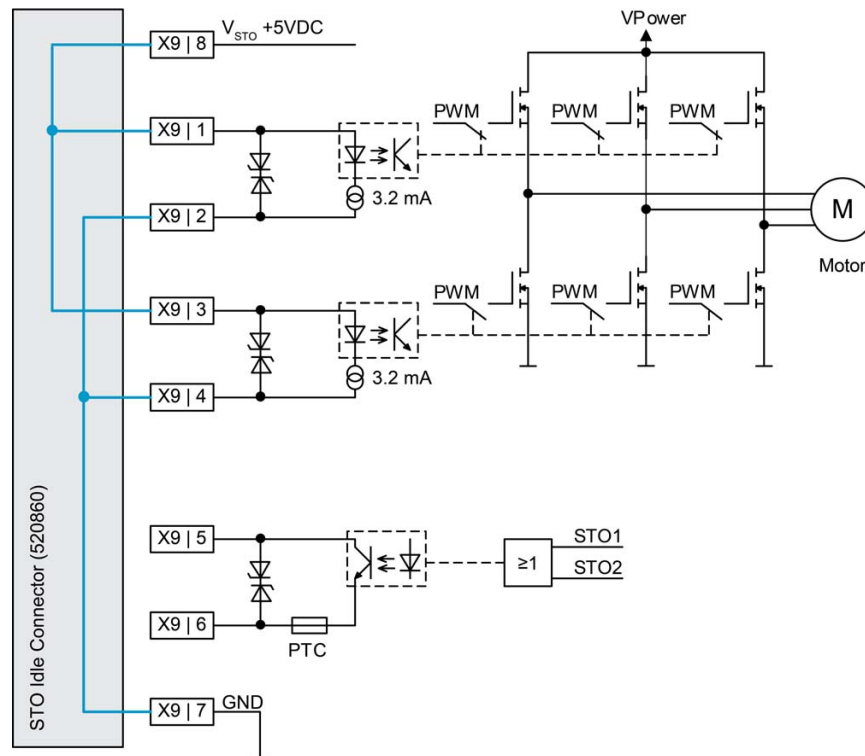 VPower
X9 | 8
V_STO +5VDC
X9 | 1
PWM
PWM
PWM
3.2 mA
X9 | 2
M
Motor
X9 | 3
PWM
PWM
PWM
3.2 mA
X9 | 4
STO Idle Connector (520860)
X9 | 5
STO1
≥1
STO2
X9 | 6
PTC
X9 | 7
GND